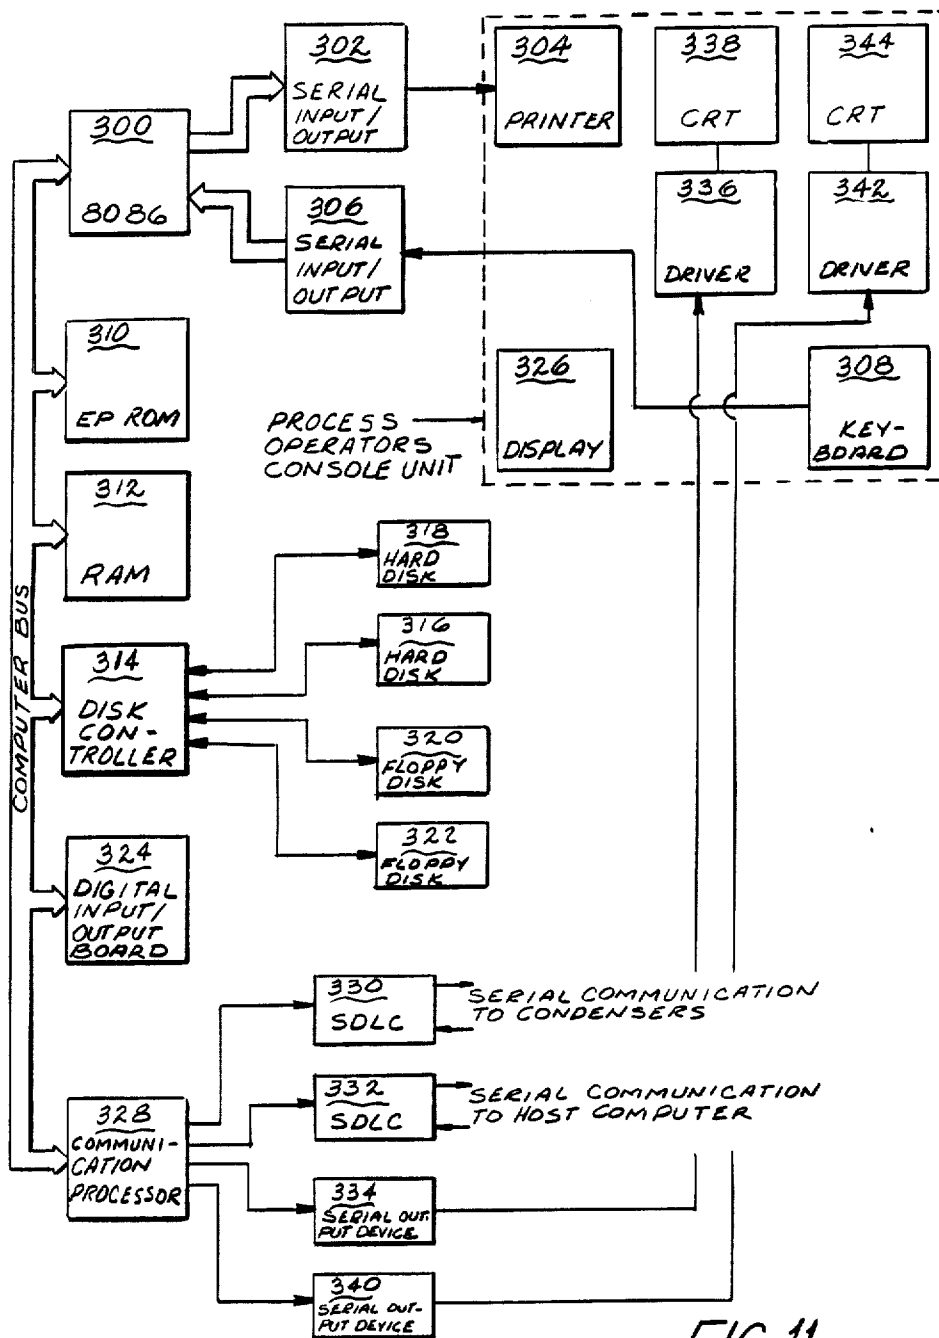 302
SERIAL
INPUT/
OUTPUT
304
PRINTER
338
CRT
344
CRT
300
8086
306
SERIAL
INPUT/
OUTPUT
336
DRIVER
342
DRIVER
310
EP ROM
326
DISPLAY
308
KEY-
BOARD
PROCESS
OPERATORS
CONSOLE UNIT
312
RAM
COMPUTER BUS
318
HARD
DISK
316
HARD
DISK
314
DISK
CON-
TROLLER
320
FLOPPY
DISK
322
FLOPPY
DISK
324
DIGITAL
INPUT/
OUTPUT
BOARD
330
SDLC
SERIAL COMMUNICATION
TO CONDENSERS
332
SDLC
SERIAL COMMUNICATION
TO HOST COMPUTER
328
COMMUNI-
CATION
PROCESSOR
334
SERIAL OUT-
PUT DEVICE
340
SERIAL OUT-
PUT DEVICE
FIG. 11